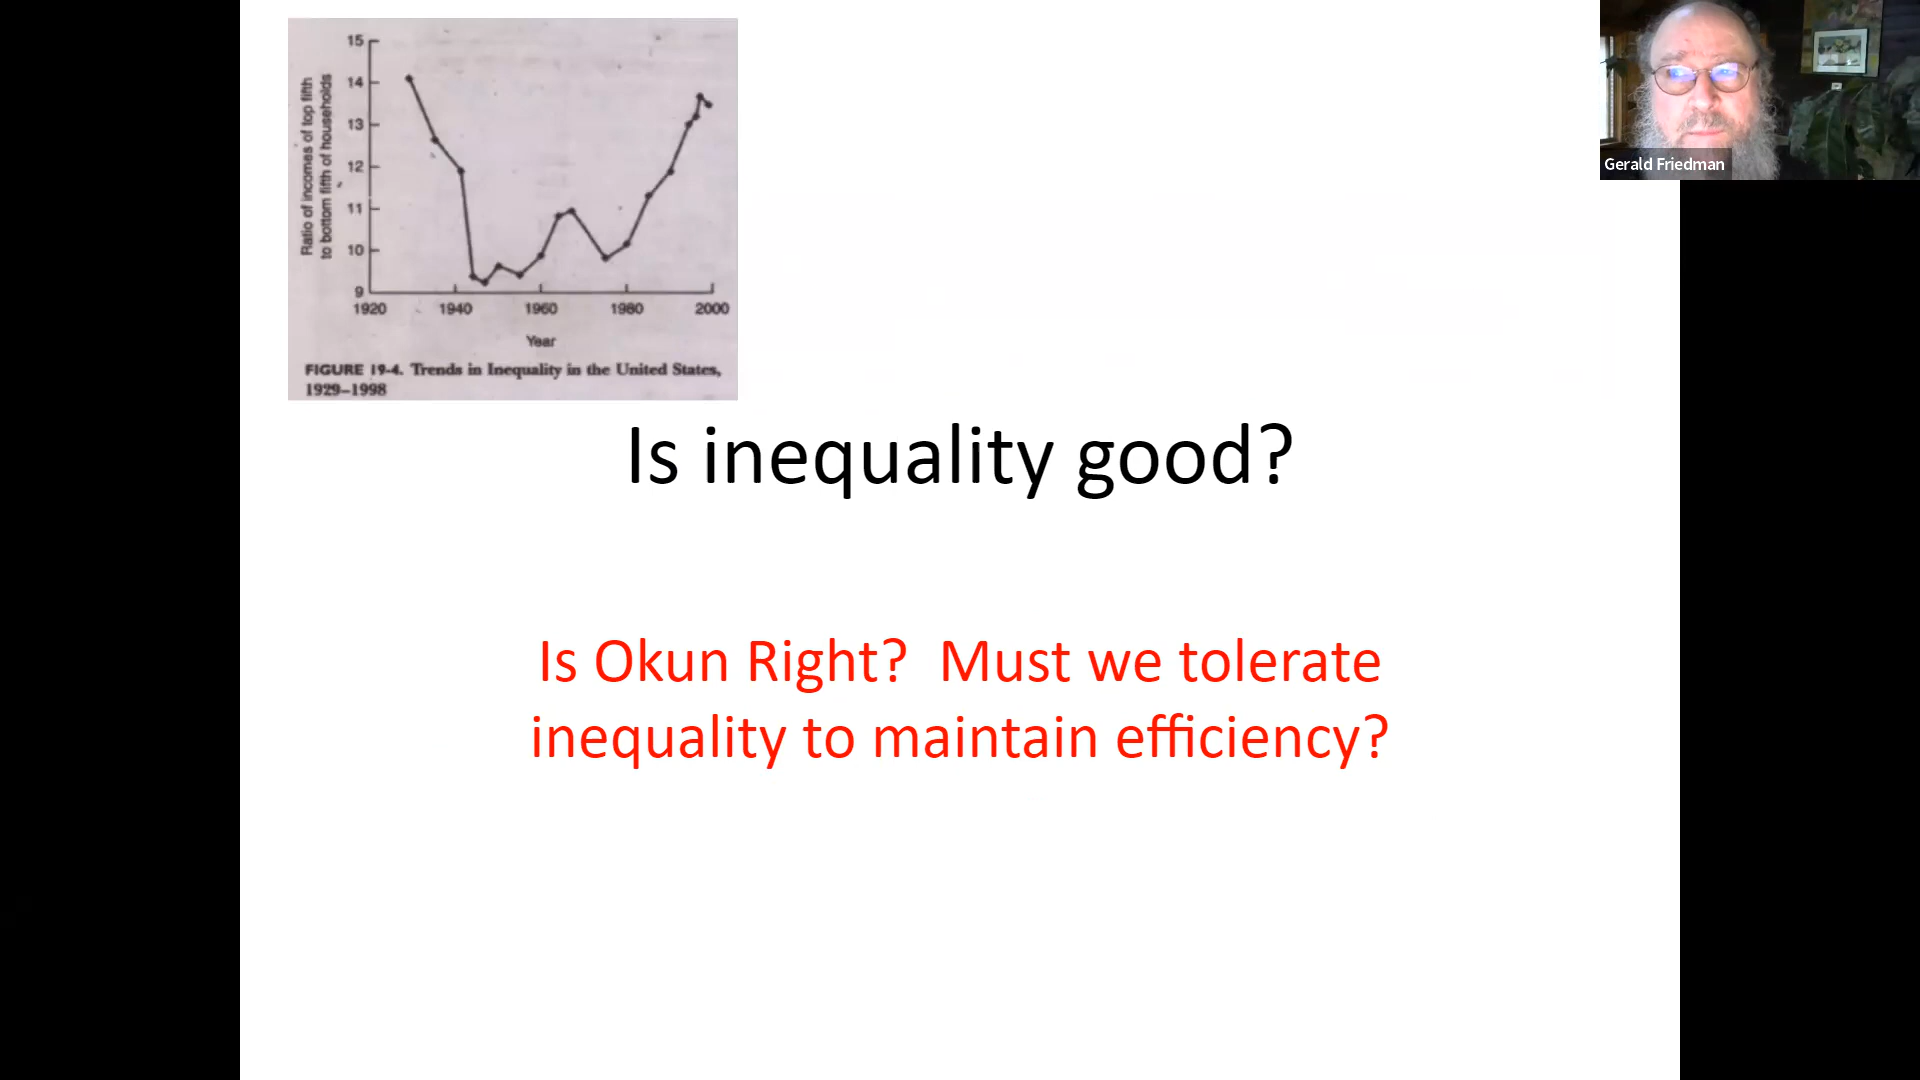 15
14
13
12
11
10
9
Ratio of incomes of top fifth
to bottom fifth of households
1920 1940 1960 1980 2000
Year
FIGURE 19-4. Trends in Inequality in the United States,
1929–1998
Gerald Friedman
Is inequality good?
Is Okun Right? Must we tolerate
inequality to maintain efficiency?